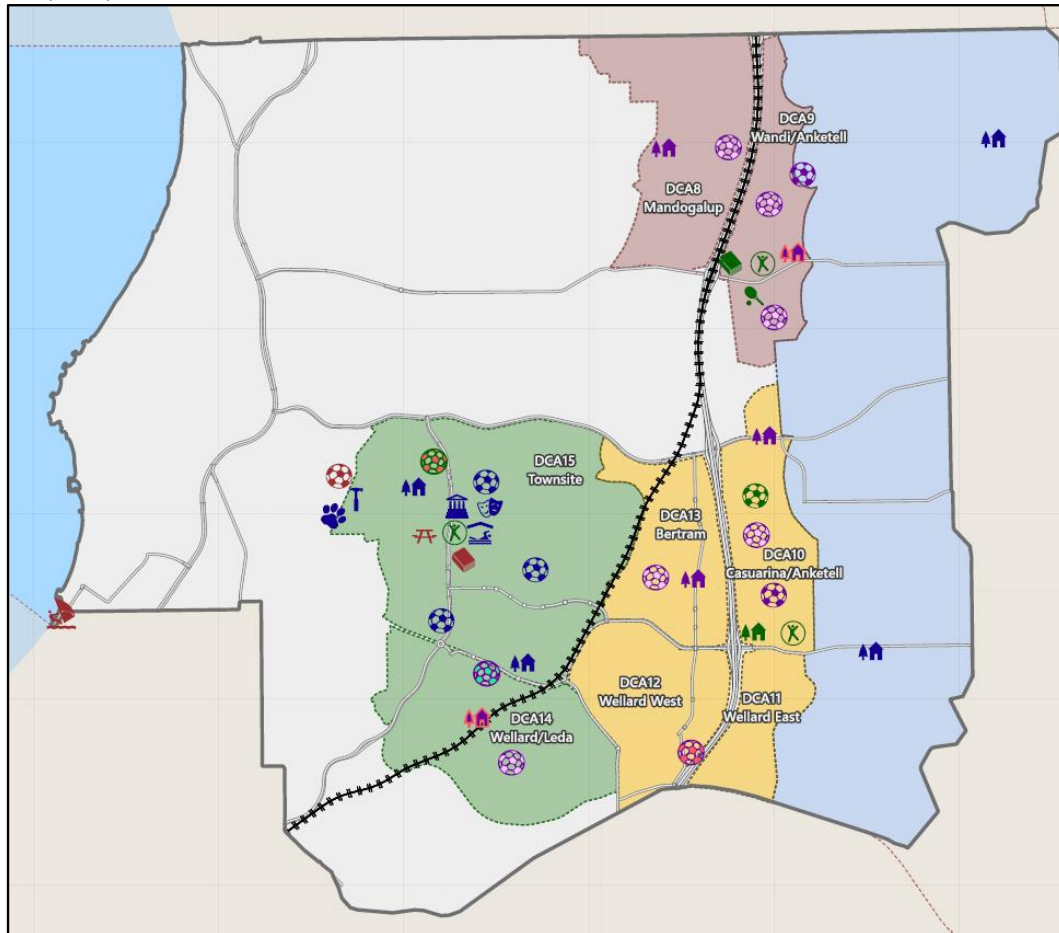 DCA9
Wandi/Anketell
DCA8
Mandogalup
DCA15
Townsite
DCA13
Bertram
DCA10
Casuarina/Anketell
DCA12
Wellard West
DCA11
Wellard East
DCA14
Wellard/Leda